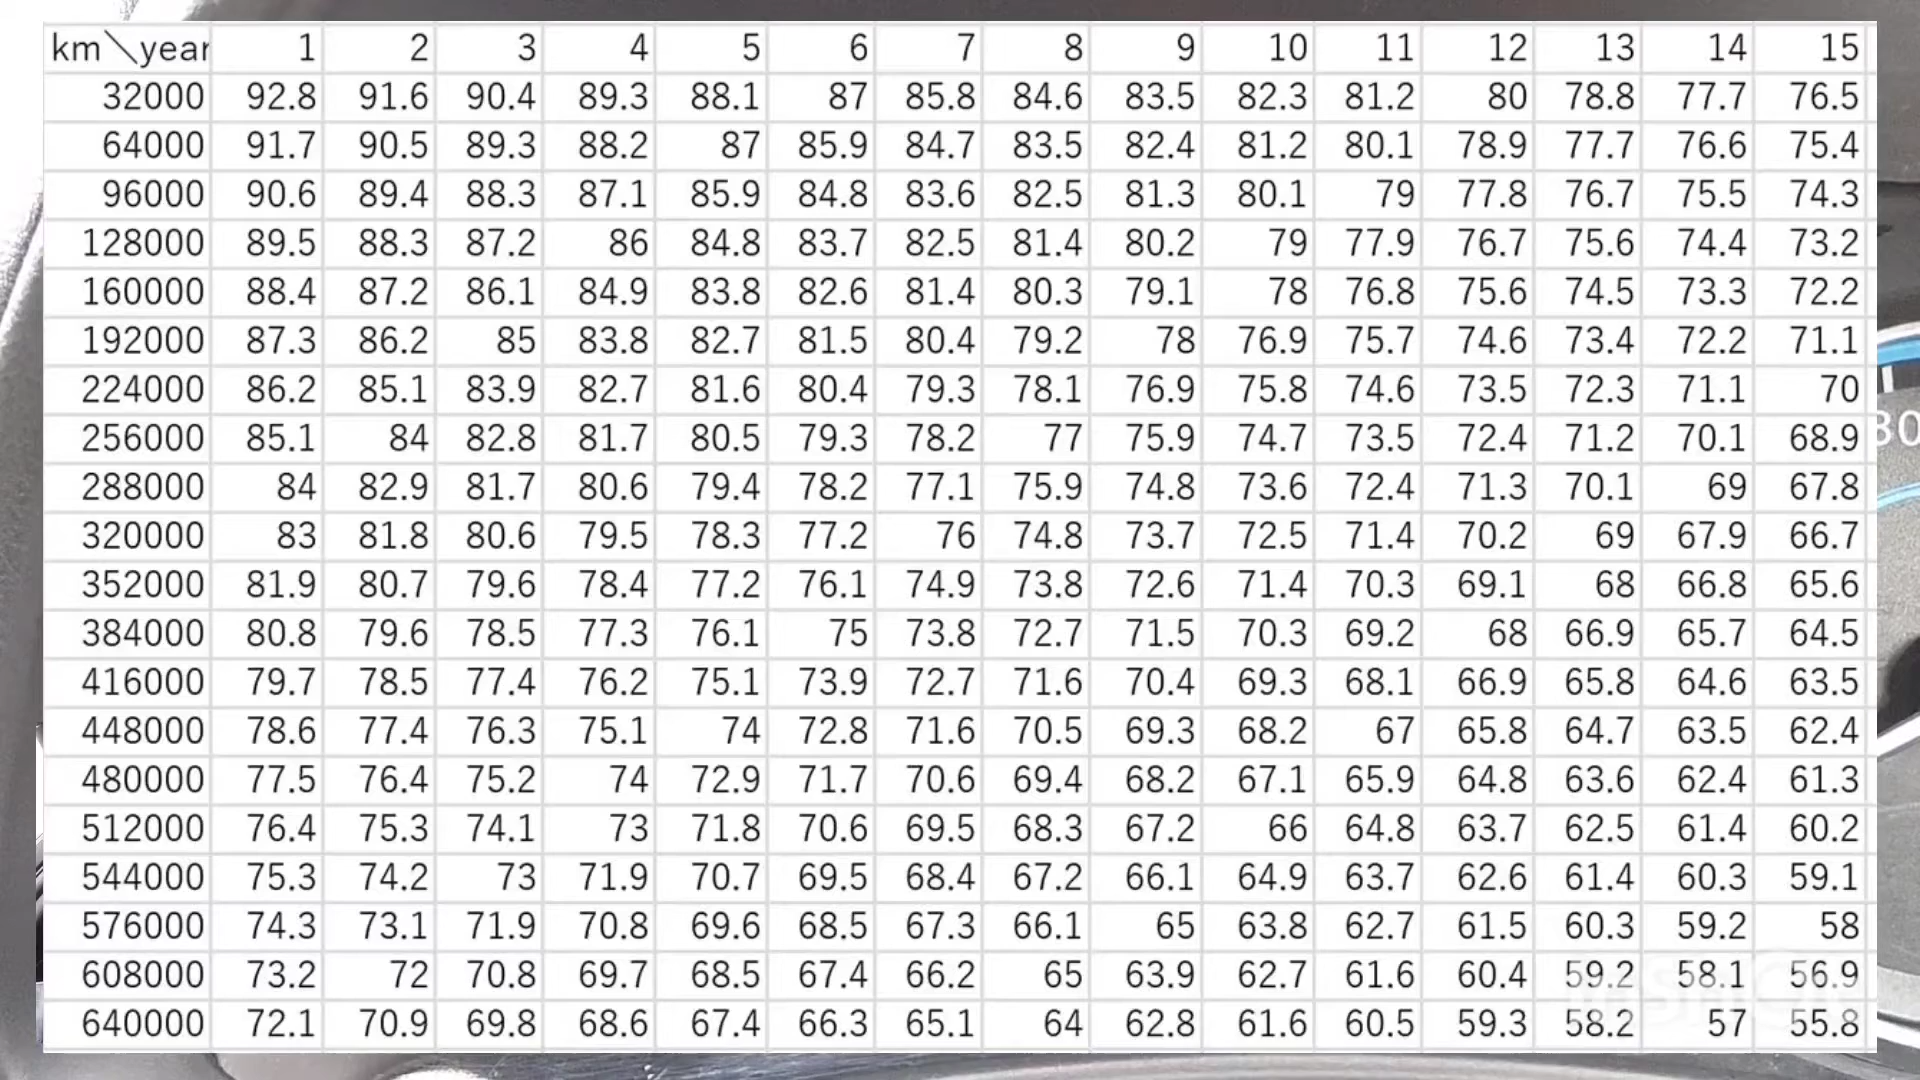 km＼year 1 2 3 4 5 6 7 8 9 10 11 12 13 14 15
32000 92.8 91.6 90.4 89.3 88.1 87 85.8 84.6 83.5 82.3 81.2 80 78.8 77.7 76.5
64000 91.7 90.5 89.3 88.2 87 85.9 84.7 83.5 82.4 81.2 80.1 78.9 77.7 76.6 75.4
96000 90.6 89.4 88.3 87.1 85.9 84.8 83.6 82.5 81.3 80.1 79 77.8 76.7 75.5 74.3
128000 89.5 88.3 87.2 86 84.8 83.7 82.5 81.4 80.2 79 77.9 76.7 75.6 74.4 73.2
160000 88.4 87.2 86.1 84.9 83.8 82.6 81.4 80.3 79.1 78 76.8 75.6 74.5 73.3 72.2
192000 87.3 86.2 85 83.8 82.7 81.5 80.4 79.2 78 76.9 75.7 74.6 73.4 72.2 71.1
224000 86.2 85.1 83.9 82.7 81.6 80.4 79.3 78.1 76.9 75.8 74.6 73.5 72.3 71.1 70
256000 85.1 84 82.8 81.7 80.5 79.3 78.2 77 75.9 74.7 73.5 72.4 71.2 70.1 68.9
288000 84 82.9 81.7 80.6 79.4 78.2 77.1 75.9 74.8 73.6 72.4 71.3 70.1 69 67.8
320000 83 81.8 80.6 79.5 78.3 77.2 76 74.8 73.7 72.5 71.4 70.2 69 67.9 66.7
352000 81.9 80.7 79.6 78.4 77.2 76.1 74.9 73.8 72.6 71.4 70.3 69.1 68 66.8 65.6
384000 80.8 79.6 78.5 77.3 76.1 75 73.8 72.7 71.5 70.3 69.2 68 66.9 65.7 64.5
416000 79.7 78.5 77.4 76.2 75.1 73.9 72.7 71.6 70.4 69.3 68.1 66.9 65.8 64.6 63.5
448000 78.6 77.4 76.3 75.1 74 72.8 71.6 70.5 69.3 68.2 67 65.8 64.7 63.5 62.4
480000 77.5 76.4 75.2 74 72.9 71.7 70.6 69.4 68.2 67.1 65.9 64.8 63.6 62.4 61.3
512000 76.4 75.3 74.1 73 71.8 70.6 69.5 68.3 67.2 66 64.8 63.7 62.5 61.4 60.2
544000 75.3 74.2 73 71.9 70.7 69.5 68.4 67.2 66.1 64.9 63.7 62.6 61.4 60.3 59.1
576000 74.3 73.1 71.9 70.8 69.6 68.5 67.3 66.1 65 63.8 62.7 61.5 60.3 59.2 58
608000 73.2 72 70.8 69.7 68.5 67.4 66.2 65 63.9 62.7 61.6 60.4 59.2 58.1 56.9
640000 72.1 70.9 69.8 68.6 67.4 66.3 65.1 64 62.8 61.6 60.5 59.3 58.2 57 55.8